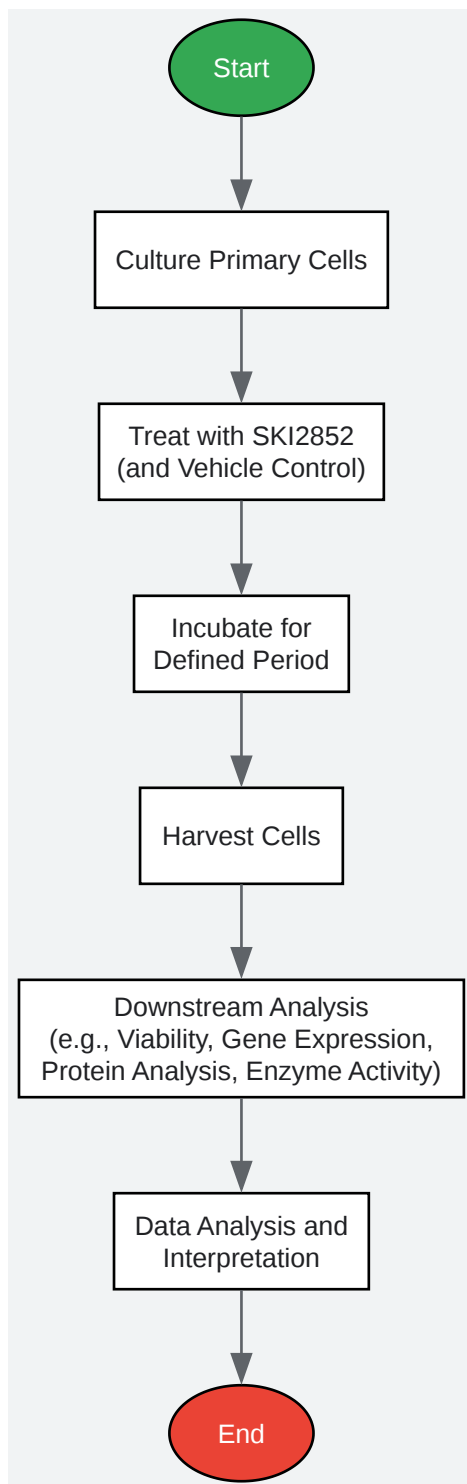 Start
Culture Primary Cells
Treat with SKI2852
(and Vehicle Control)
Incubate for
Defined Period
Harvest Cells
Downstream Analysis
(e.g., Viability, Gene Expression,
Protein Analysis, Enzyme Activity)
Data Analysis and
Interpretation
End